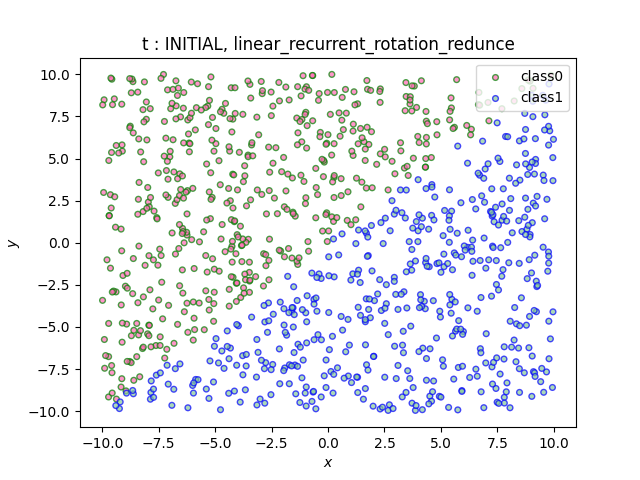 t : INITIAL, linear_recurrent_rotation_redunce
class0
class1
10.0
7.5
5.0
2.5
0.0
−2.5
−5.0
−7.5
−10.0
y
−10.0 −7.5 −5.0 −2.5 0.0 2.5 5.0 7.5 10.0
x